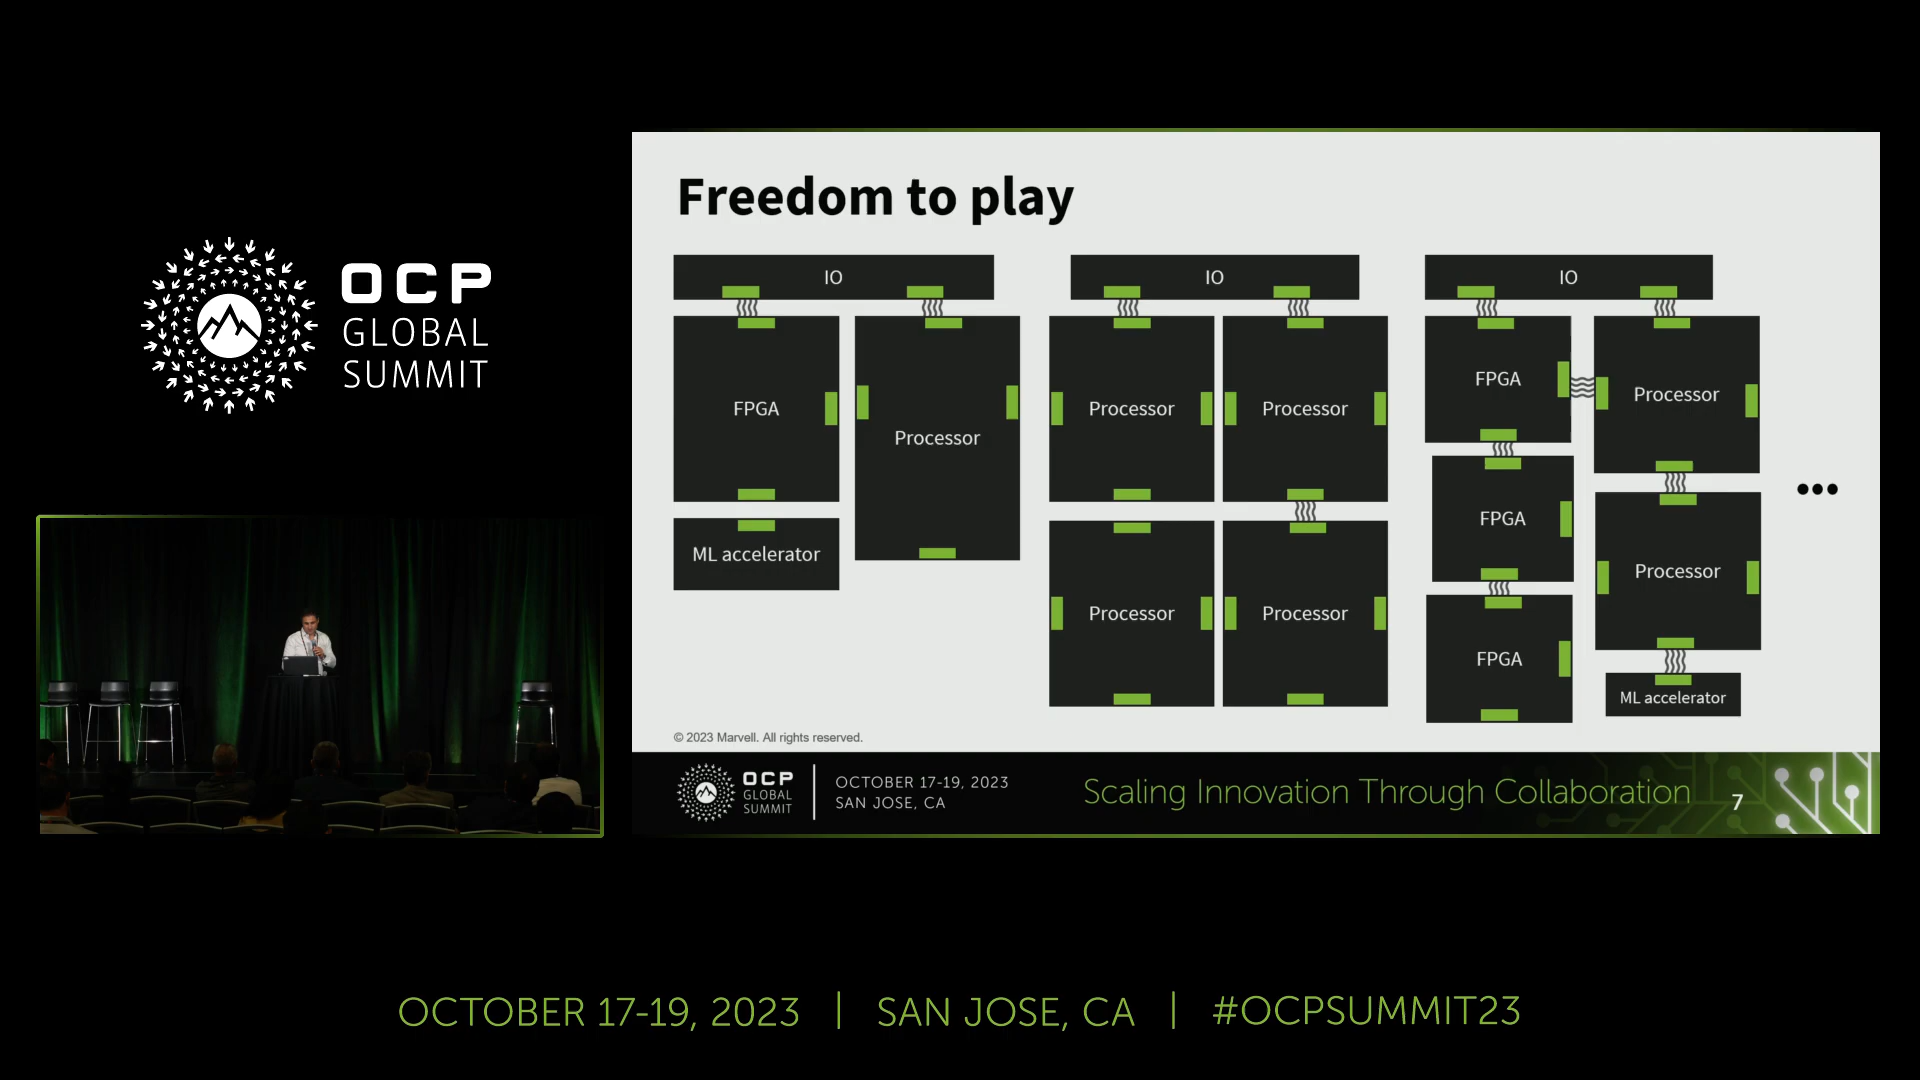 OCP
GLOBAL
SUMMIT
Freedom to play
IO
FPGA
Processor
ML accelerator
IO
Processor
Processor
Processor
Processor
IO
FPGA
Processor
FPGA
Processor
FPGA
ML accelerator
•••
© 2023 Marvell. All rights reserved.
OCP
GLOBAL
SUMMIT
OCTOBER 17-19, 2023
SAN JOSE, CA
Scaling Innovation Through Collaboration
7
OCTOBER 17-19, 2023 | SAN JOSE, CA | #OCPSUMMIT23